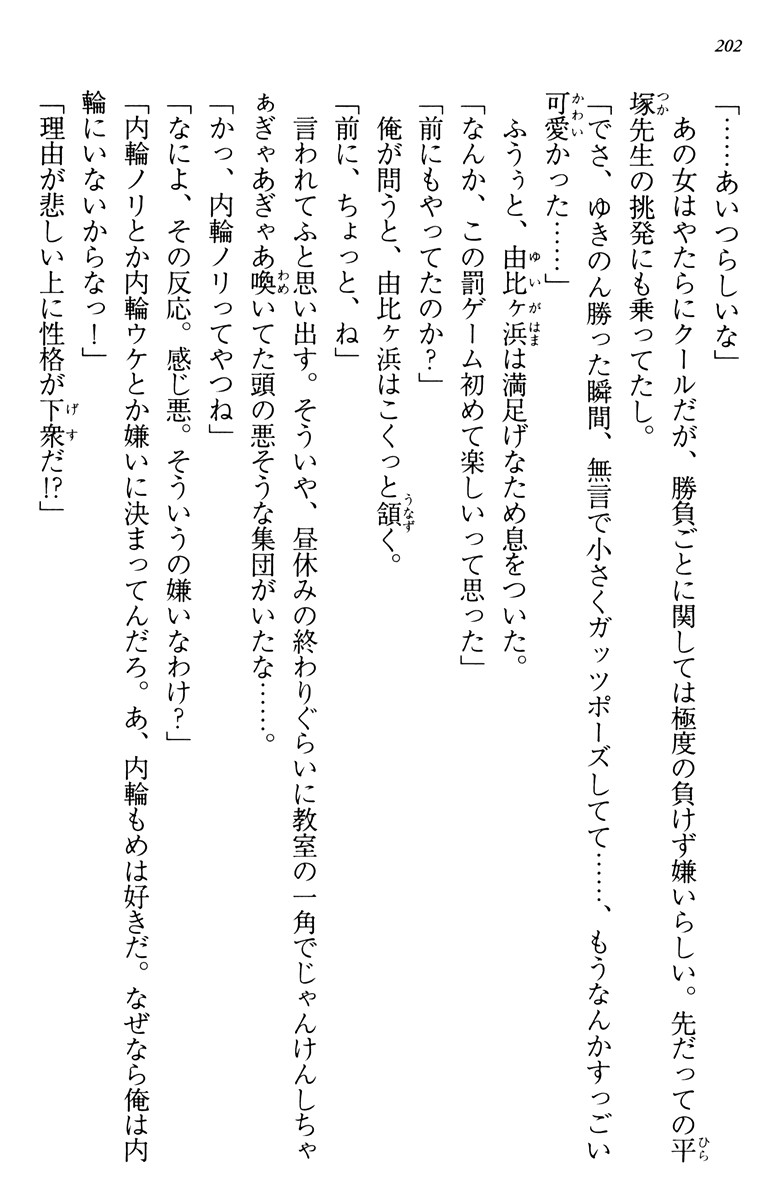 202
「……あいつらしいな」
　あの女はやたらにクールだが、勝負ごとに関しては極度の負けず嫌いらしい。先だっての平
塚先生の挑発にも乗ってたし。
「でさ、ゆきのん勝った瞬間、無言で小さくガッツポーズしてて……、もうなんかすっごい
可愛かった……」
　ふうぅと、由比ヶ浜は満足げなため息をついた。
「なんか、この罰ゲーム初めて楽しいって思った」
「前にもやってたのか？」
　俺が問うと、由比ヶ浜はこくっと頷く。
「前に、ちょっと、ね」
　言われてふと思い出す。そういや、昼休みの終わりぐらいに教室の一角でじゃんけんしちゃ
ぁぎゃあぎゃあ喚いてた頭の悪そうな集団がいたな……。
「かっ、内輪ノリってやつね」
「なによ、その反応。感じ悪。そういうの嫌いなわけ？」
「内輪ノリとか内輪ウケとか嫌いに決まってんだろ。あ、内輪もめは好きだ。なぜなら俺は内
輪にいないからなっ！」
「理由が悲しい上に性格が下衆だ!?」